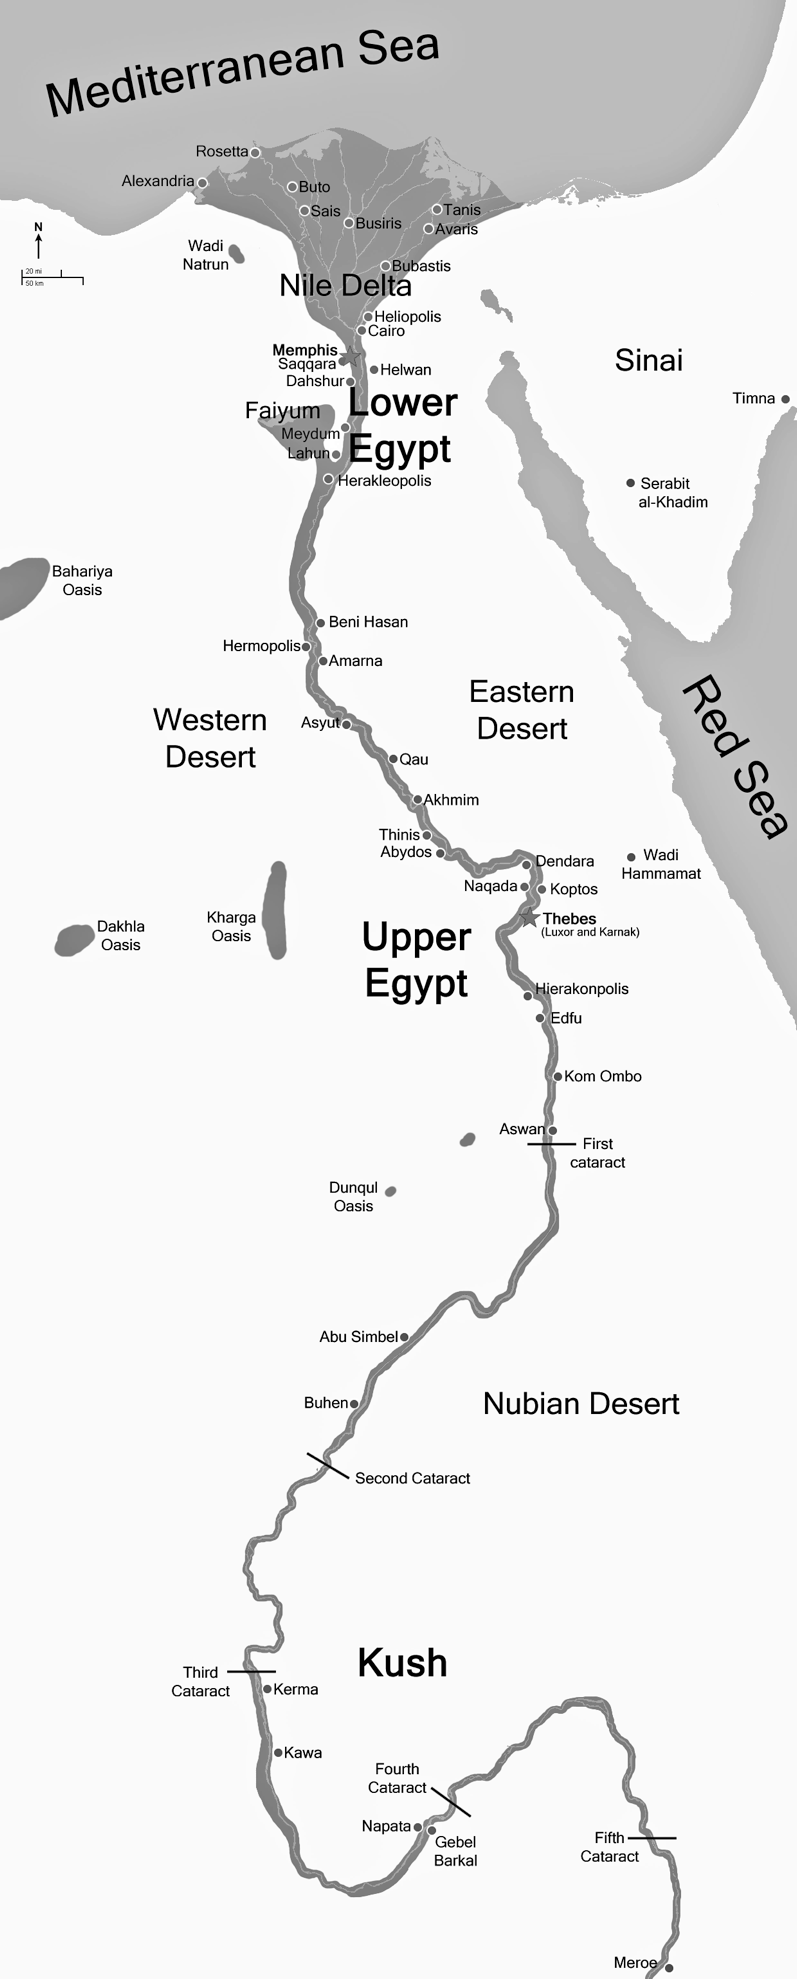 Mediterranean Sea
Rosetta
Alexandria
Buto
Sais
Busiris
Tanis
Avaris
N
20 mi
50 km
Wadi
Natrun
Bubastis
Nile Delta
Heliopolis
Cairo
Memphis
Saqqara
Dahshur
Helwan
Sinai
Timna
Faiyum
Lower
Egypt
Meydum
Lahun
Herakleopolis
Serabit
al-Khadim
Bahariya
Oasis
Beni Hasan
Hermopolis
Amarna
Western
Desert
Eastern
Desert
Red Sea
Asyut
Qau
Akhmim
Thinis
Abydos
Dendara
Wadi
Hammamat
Naqada
Koptos
Thebes
(Luxor and Karnak)
Dakhla
Oasis
Kharga
Oasis
Upper
Egypt
Hierakonpolis
Edfu
Kom Ombo
Aswan
First
cataract
Dunqul
Oasis
Abu Simbel
Buhen
Nubian Desert
Second Cataract
Kush
Third
Cataract
Kerma
Kawa
Fourth
Cataract
Napata
Gebel
Barkal
Fifth
Cataract
Meroe